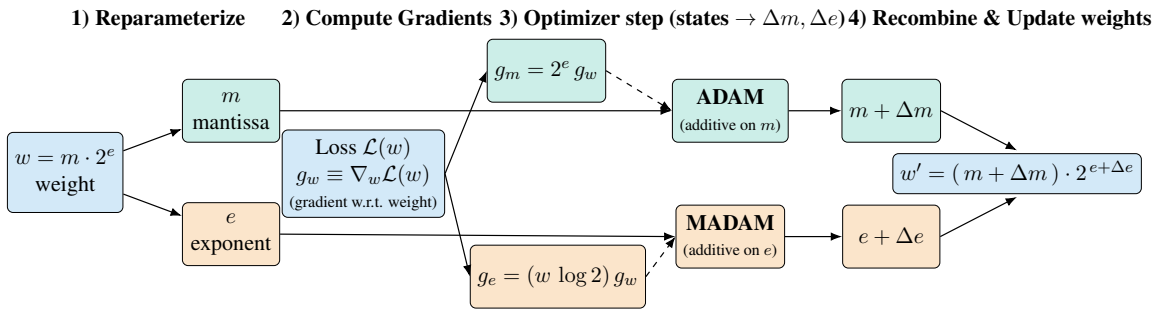 1) Reparameterize
2) Compute Gradients
3) Optimizer step (states → Δm, Δe)
4) Recombine & Update weights
w = m · 2^e
weight
m
mantissa
e
exponent
Loss ℒ(w)
g_w ≡ ∇_wℒ(w)
(gradient w.r.t. weight)
g_m = 2^e g_w
g_e = (w log 2) g_w
ADAM
(additive on m)
MADAM
(additive on e)
m + Δm
e + Δe
w′ = ( m + Δm ) · 2^{e+Δe}